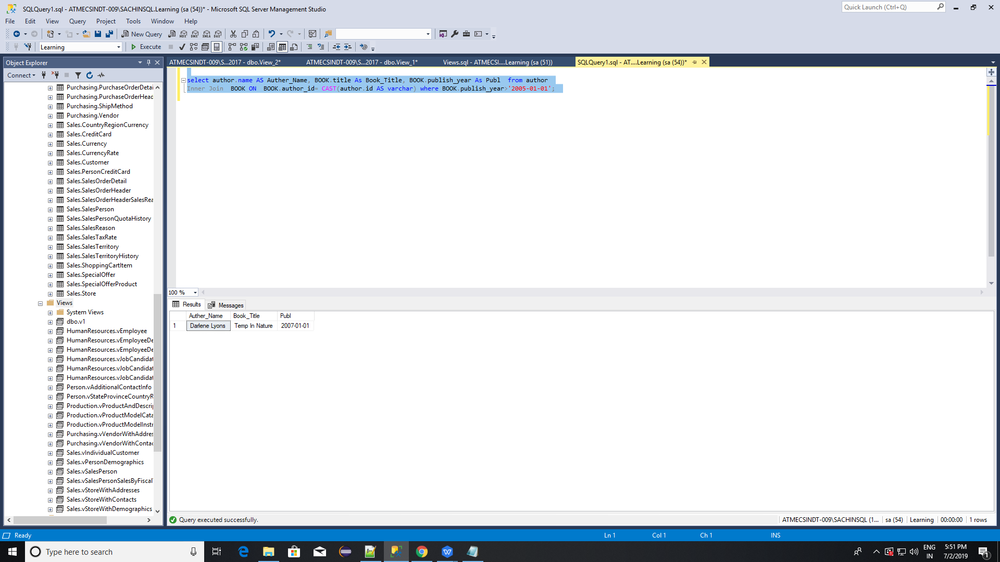 SQLQuery1.sql - ATMECSINDT-009\SACHINSQL.Learning (sa (54))* - Microsoft SQL Server Management Studio
Quick Launch (Ctrl+Q)
File Edit View Query Project Tools Window Help
New Query MDX DMX XMLA DAX
Learning Execute
Object Explorer
Connect
Purchasing.PurchaseOrderDetai
Purchasing.PurchaseOrderHeac
Purchasing.ShipMethod
Purchasing.Vendor
Sales.CountryRegionCurrency
Sales.CreditCard
Sales.Currency
Sales.CurrencyRate
Sales.Customer
Sales.PersonCreditCard
Sales.SalesOrderDetail
Sales.SalesOrderHeader
Sales.SalesOrderHeaderSalesRea
Sales.SalesPerson
Sales.SalesPersonQuotaHistory
Sales.SalesReason
Sales.SalesTaxRate
Sales.SalesTerritory
Sales.SalesTerritoryHistory
Sales.ShoppingCartItem
Sales.SpecialOffer
Sales.SpecialOfferProduct
Sales.Store
Views
System Views
dbo.v1
HumanResources.vEmployee
HumanResources.vEmployeeDe
HumanResources.vEmployeeDe
HumanResources.vJobCandidat
HumanResources.vJobCandidat
HumanResources.vJobCandidat
Person.vAdditionalContactInfo
Person.vStateProvinceCountryR
Production.vProductAndDescrip
Production.vProductModelCata
Production.vProductModelInstr
Purchasing.vVendorWithAddres
Purchasing.vVendorWithContac
Sales.vIndividualCustomer
Sales.vPersonDemographics
Sales.vSalesPerson
Sales.vSalesPersonSalesByFiscal
Sales.vStoreWithAddresses
Sales.vStoreWithContacts
Sales.vStoreWithDemographics
ATMECSINDT-009\S...2017 - dbo.View_2* ATMECSINDT-009\S...2017 - dbo.View_1* Views.sql - ATMECSI....Learning (sa (51)) SQLQuery1.sql - AT....Learning (sa (54))*
select author.name AS Auther_Name, BOOK.title As Book_Title, BOOK.publish_year As Publ from author
Inner Join BOOK ON BOOK.author_id= CAST(author.id AS varchar) where BOOK.publish_year>'2005-01-01';
100 %
Results Messages
Auther_Name Book_Title Publ
1 Darlene Lyons Temp In Nature 2007-01-01
Query executed successfully. ATMECSINDT-009\SACHINSQL (1... sa (54) Learning 00:00:00 1 rows
Ready Ln 1 Col 1 Ch 1 INS
Type here to search
ENG
IN
5:51 PM
7/2/2019
1